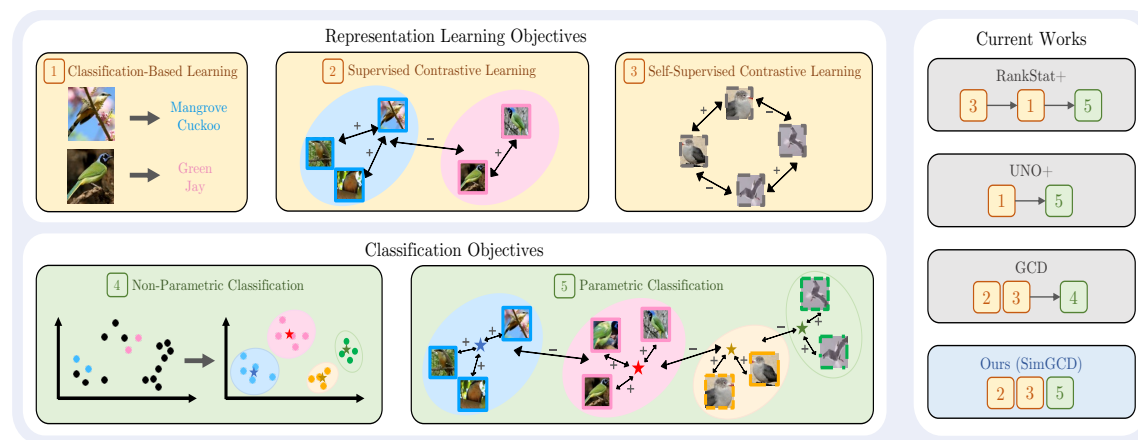 Representation Learning Objectives
1 Classification-Based Learning
Mangrove
Cuckoo
Green
Jay
2 Supervised Contrastive Learning
+
+
−
+
3 Self-Supervised Contrastive Learning
+
−
+
−
Classification Objectives
4 Non-Parametric Classification
5 Parametric Classification
+
+
+
−
+
+
+
−
+
+
−
+
+
Current Works
RankStat+
3 1 5
UNO+
1 5
GCD
2 3 4
Ours (SimGCD)
2 3 5